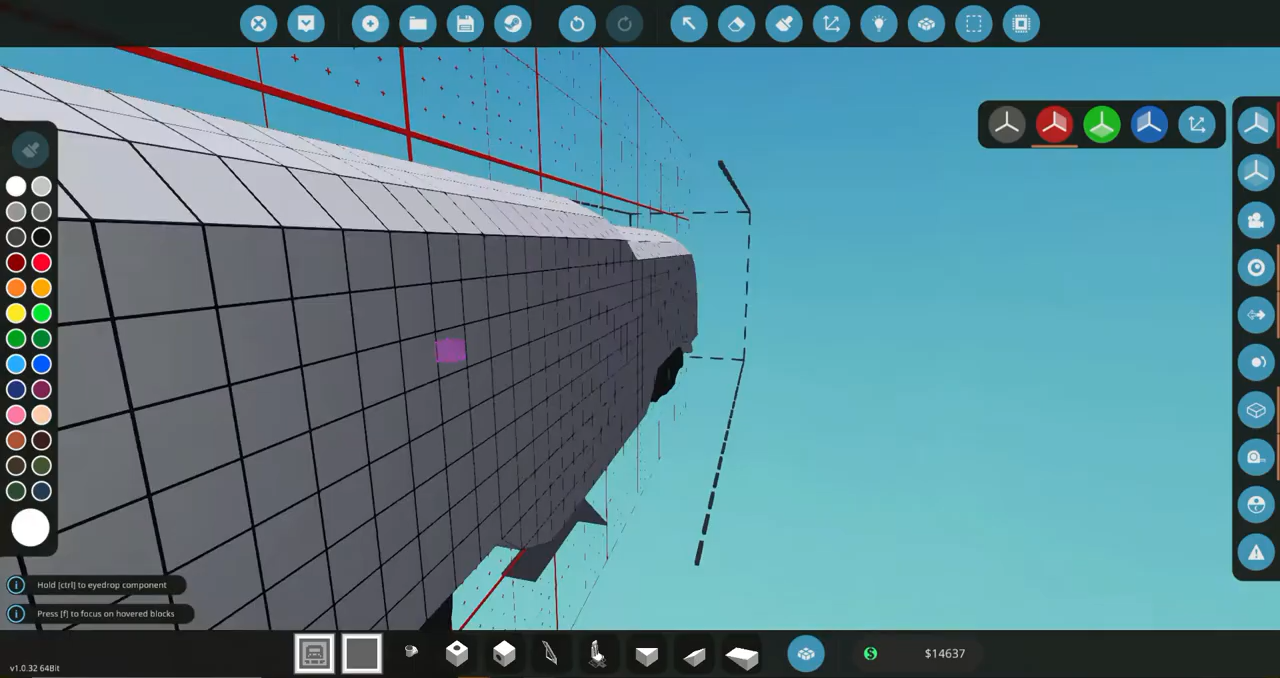 Hold [ctrl] to eyedrop component
Press [f] to focus on hovered blocks
v1.0.32 64Bit
$ $14637